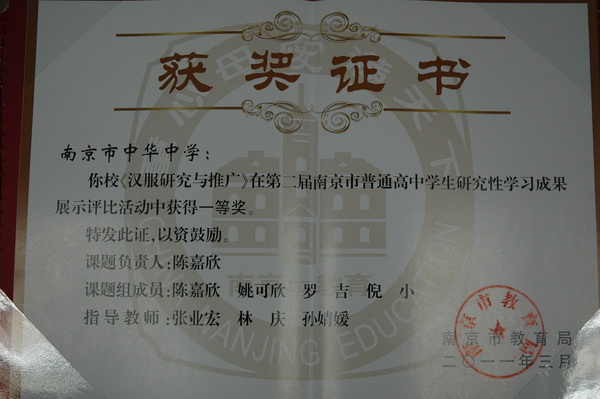 获奖证书
南京市中华中学：
你校《汉服研究与推广》在第二届南京市普通高中学生研究性学习成果
展示评比活动中获得一等奖。
特发此证，以资鼓励。
课题负责人：陈嘉欣
课题组成员：陈嘉欣 姚可欣 罗 吉 倪 小
指导教师：张业宏 林 庆 孙婧媛
南京市教育局
二〇一一年三月